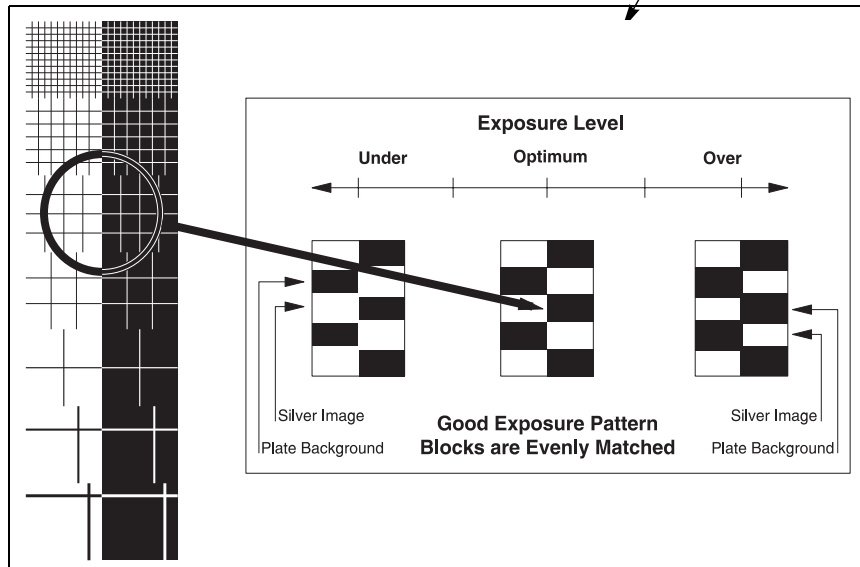 Exposure Level
Under Optimum Over
Silver Image
Plate Background
Good Exposure Pattern
Blocks are Evenly Matched
Silver Image
Plate Background